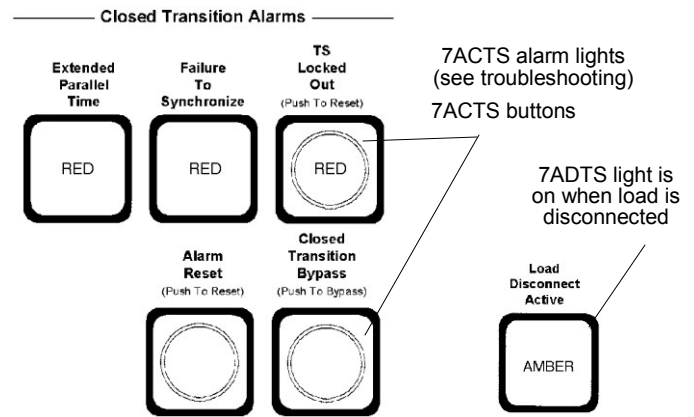 Closed Transition Alarms
Extended
Parallel
Time
Failure
To
Synchronize
TS
Locked
Out
(Push To Reset)
7ACTS alarm lights
(see troubleshooting)
7ACTS buttons
RED
RED
RED
7ADTS light is
on when load is
disconnected
Alarm
Reset
(Push To Reset)
Closed
Transition
Bypass
(Push To Bypass)
Load
Disconnect
Active
AMBER